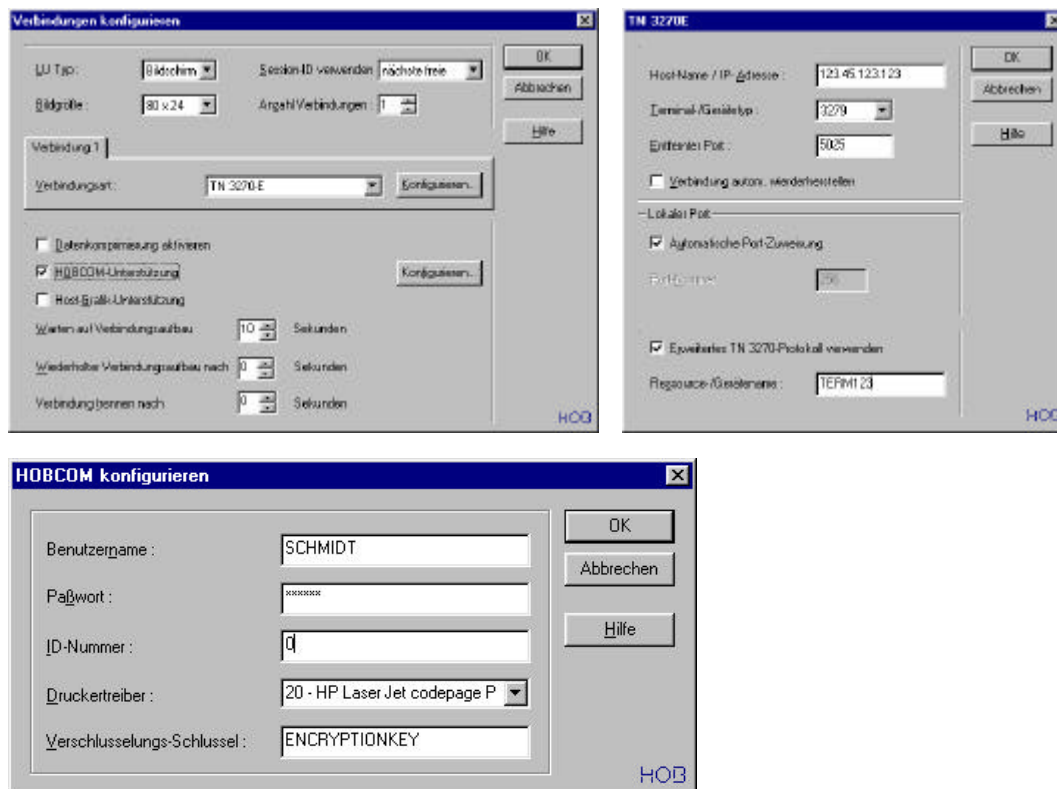 Verbindungen konfigurieren
LU Typ: Bildschirm Session-ID verwenden nächste freie
Bildgröße: 80 x 24 Anzahl Verbindungen: 1
OK
Abbrechen
Hilfe
Verbindung 1
Verbindungsart: TN 3270-E Konfigurieren...
Datenkomprimierung aktivieren
HOBCOM-Unterstützung Konfigurieren...
Host-Grafik-Unterstützung
Warten auf Verbindungsaufbau 10 Sekunden
Wiederholter Verbindungsaufbau nach 0 Sekunden
Verbindung trennen nach 0 Sekunden
HOB
TN 3270E
Host-Name / IP-Adresse : 123.45.123.123
Terminal-/Gerätetyp : 3279
Entfernter Port : 5025
Verbindung autom. wiederherstellen
OK
Abbrechen
Hilfe
Lokaler Port
Automatische Port-Zuweisung
Port-Nummer
Erweitertes TN 3270-Protokoll verwenden
Ressource-/Gerätename : TERM123
HOB
HOBCOM konfigurieren
Benutzername : SCHMIDT
Paßwort : ******
ID-Nummer : 0
Druckertreiber : 20 - HP Laser Jet codepage P
Verschlusselungs-Schlussel : ENCRYPTIONKEY
OK
Abbrechen
Hilfe
HOB